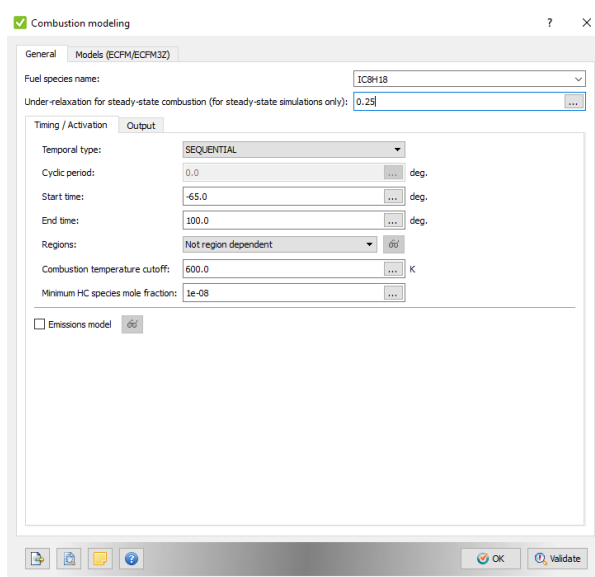 Combustion modeling
General Models (ECFM/ECFM3Z)
Fuel species name: IC8H18
Under-relaxation for steady-state combustion (for steady-state simulations only): 0.25 ...
Timing / Activation Output
Temporal type: SEQUENTIAL
Cyclic period: 0.0 ... deg.
Start time: -65.0 ... deg.
End time: 100.0 ... deg.
Regions: Not region dependent
Combustion temperature cutoff: 600.0 ... K
Minimum HC species mole fraction: 1e-08 ...
Emissions model
OK Validate